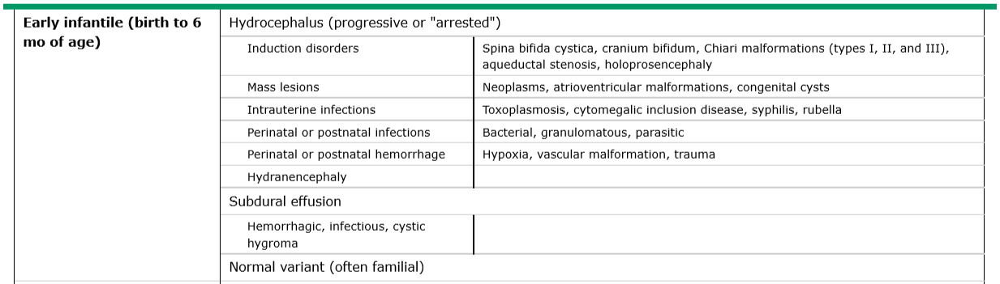 Early infantile (birth to 6
mo of age)
Hydrocephalus (progressive or "arrested")
Induction disorders
Spina bifida cystica, cranium bifidum, Chiari malformations (types I, II, and III),
aqueductal stenosis, holoprosencephaly
Mass lesions
Neoplasms, atrioventricular malformations, congenital cysts
Intrauterine infections
Toxoplasmosis, cytomegalic inclusion disease, syphilis, rubella
Perinatal or postnatal infections
Bacterial, granulomatous, parasitic
Perinatal or postnatal hemorrhage
Hypoxia, vascular malformation, trauma
Hydranencephaly
Subdural effusion
Hemorrhagic, infectious, cystic
hygroma
Normal variant (often familial)